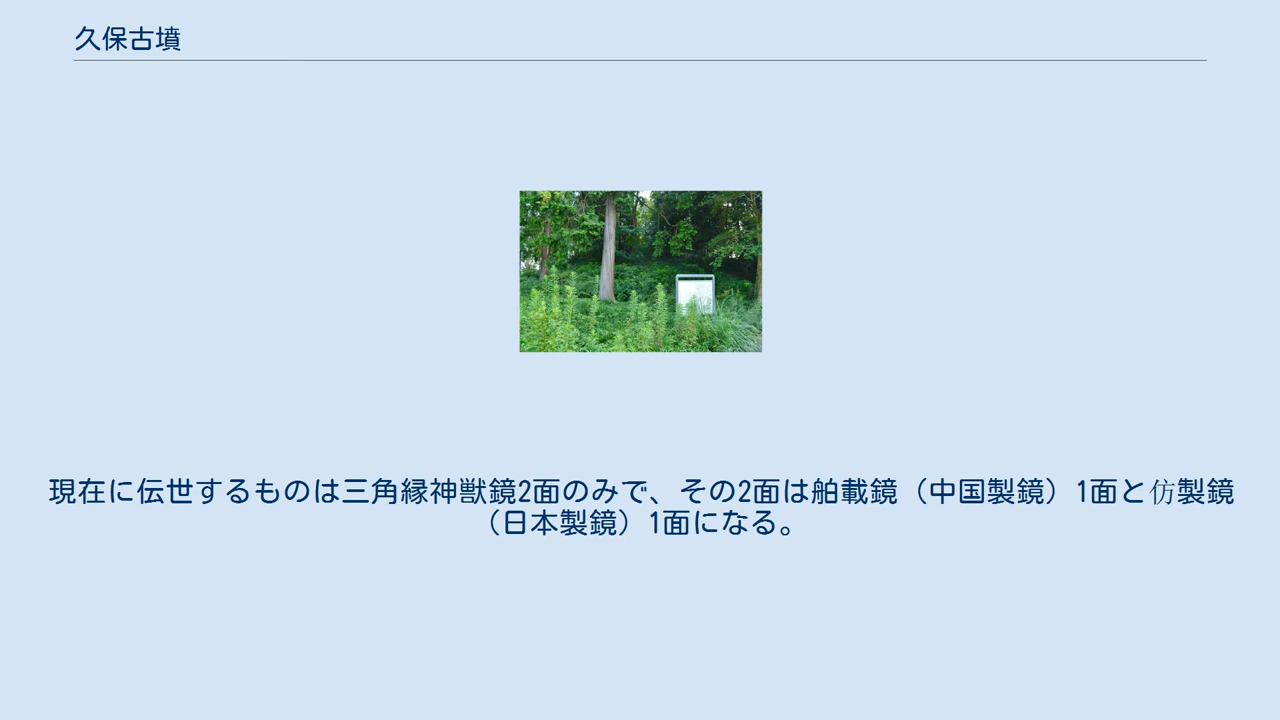 久保古墳
現在に伝世するものは三角縁神獣鏡2面のみで、その2面は舶載鏡（中国製鏡）1面と仿製鏡
（日本製鏡）1面になる。